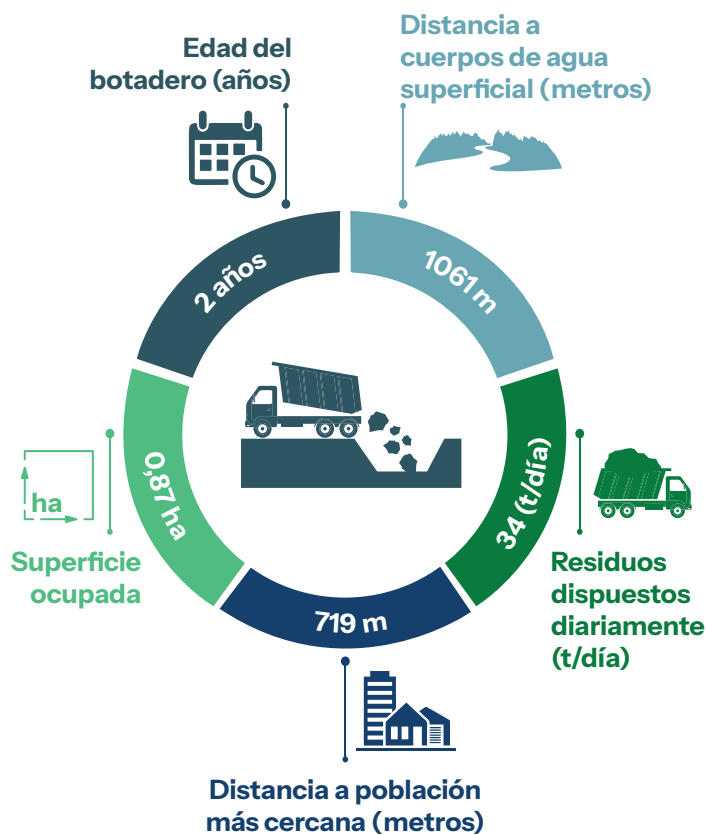 Edad del
botadero (años)
Distancia a
cuerpos de agua
superficial (metros)
2 años
1061 m
0,87 ha
34 (t/día)
719 m
ha
Superficie
ocupada
Residuos
dispuestos
diariamente
(t/día)
Distancia a población
más cercana (metros)